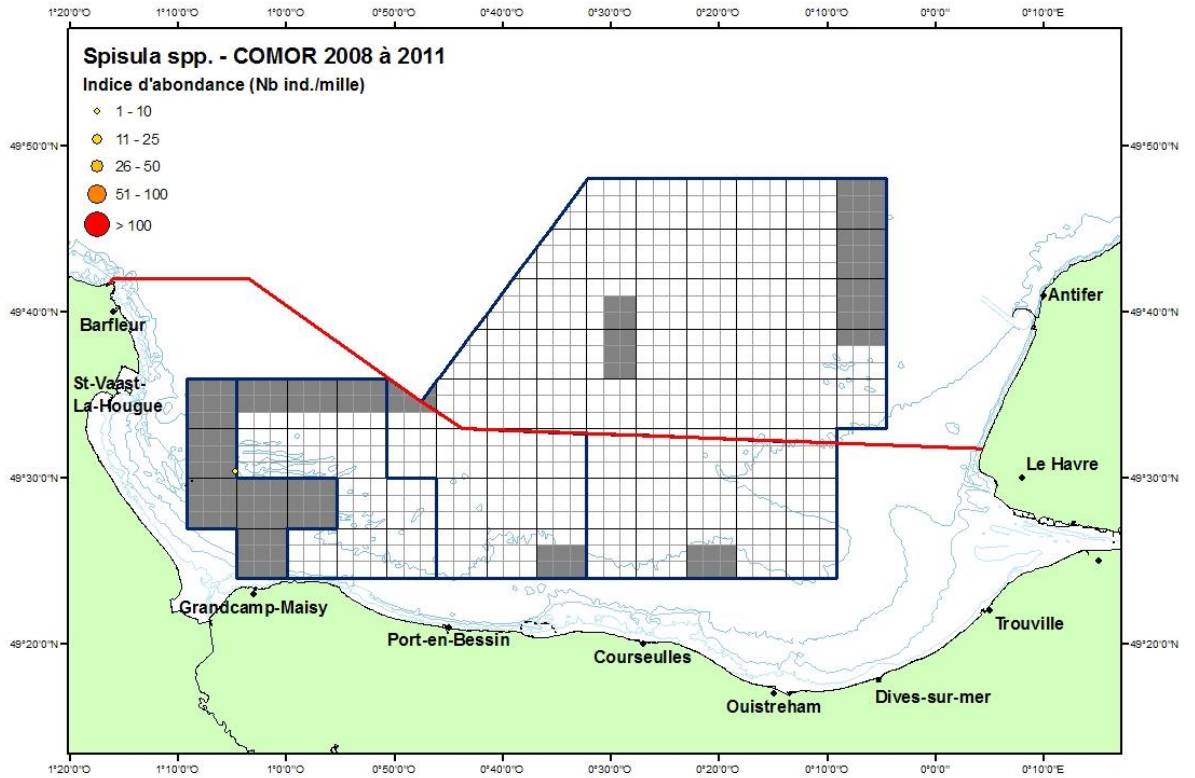 1°20'0"O 1°10'0"O 1°0'0"O 0°50'0"O 0°40'0"O 0°30'0"O 0°20'0"O 0°10'0"O 0°0'0" 0°10'0"E
Spisula spp. - COMOR 2008 à 2011
Indice d'abondance (Nb ind./mille)
1 - 10
11 - 25
26 - 50
51 - 100
> 100
49°50'0"N 49°50'0"N
Antifer
49°40'0"N 49°40'0"N
Barfleur
St-Vaast-
La-Hougue
Le Havre
49°30'0"N 49°30'0"N
Grandcamp-Maisy
Trouville
Port-en-Bessin
49°20'0"N 49°20'0"N
Courseulles
Dives-sur-mer
Ouistreham
1°20'0"O 1°10'0"O 1°0'0"O 0°50'0"O 0°40'0"O 0°30'0"O 0°20'0"O 0°10'0"O 0°0'0" 0°10'0"E